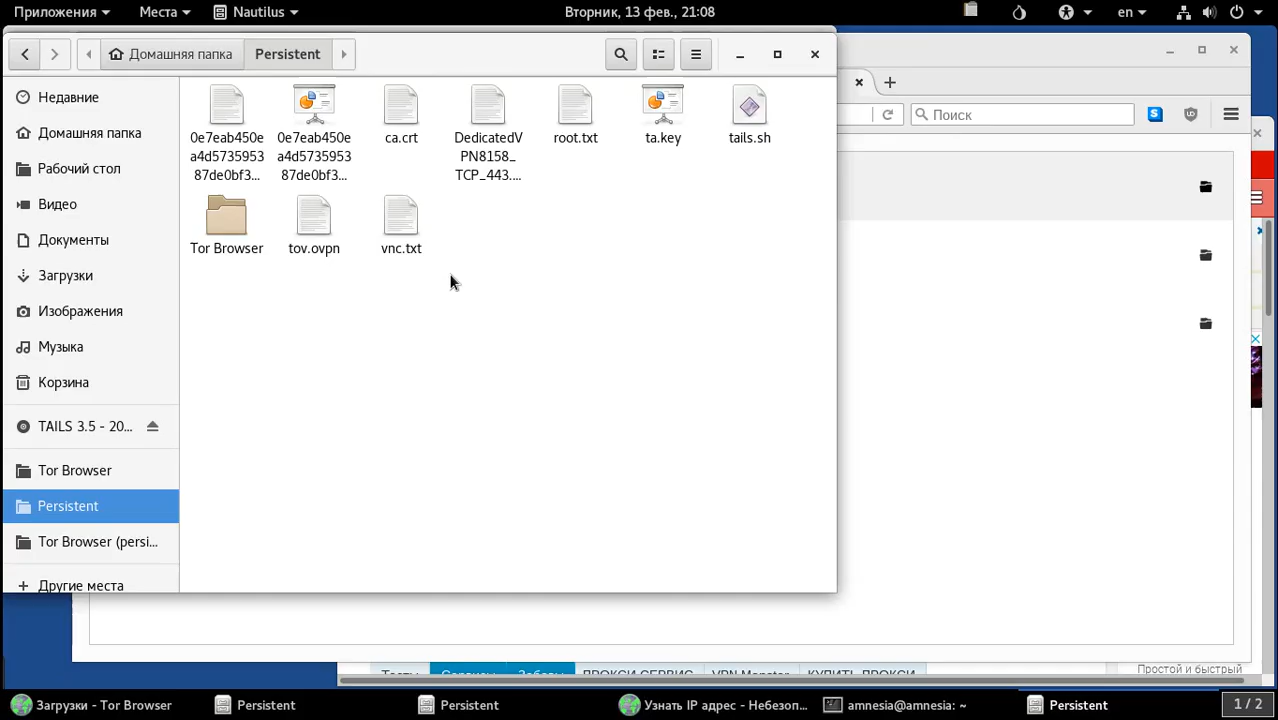 Приложения Места Nautilus Вторник, 13 фев., 21:08 en
Домашняя папка Persistent
Поиск
Недавние
Домашняя папка
Рабочий стол
Видео
Документы
Загрузки
Изображения
Музыка
Корзина
TAILS 3.5 - 20...
Tor Browser
Persistent
Tor Browser (persi...
Другие места
0e7eab450e
a4d5735953
87de0bf3...
0e7eab450e
a4d5735953
87de0bf3...
ca.crt
DedicatedV
PN8158_
TCP_443....
root.txt
ta.key
tails.sh
Tor Browser
tov.ovpn
vnc.txt
ПРОКСИ СЕРВИС
VPN Monster
КУПИТЬ ПРОКСИ
Простой и быстрый
Загрузки - Tor Browser Persistent Persistent Узнать IP адрес - Небезоп... amnesia@amnesia: ~ Persistent 1 / 2